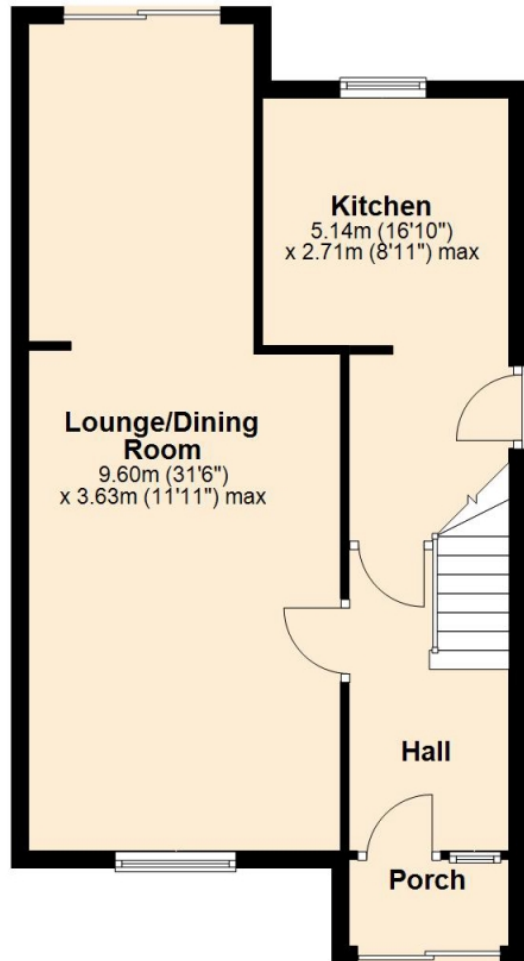 Kitchen
5.14m (16'10")
x 2.71m (8'11") max
Lounge/Dining
Room
9.60m (31'6")
x 3.63m (11'11") max
Hall
Porch